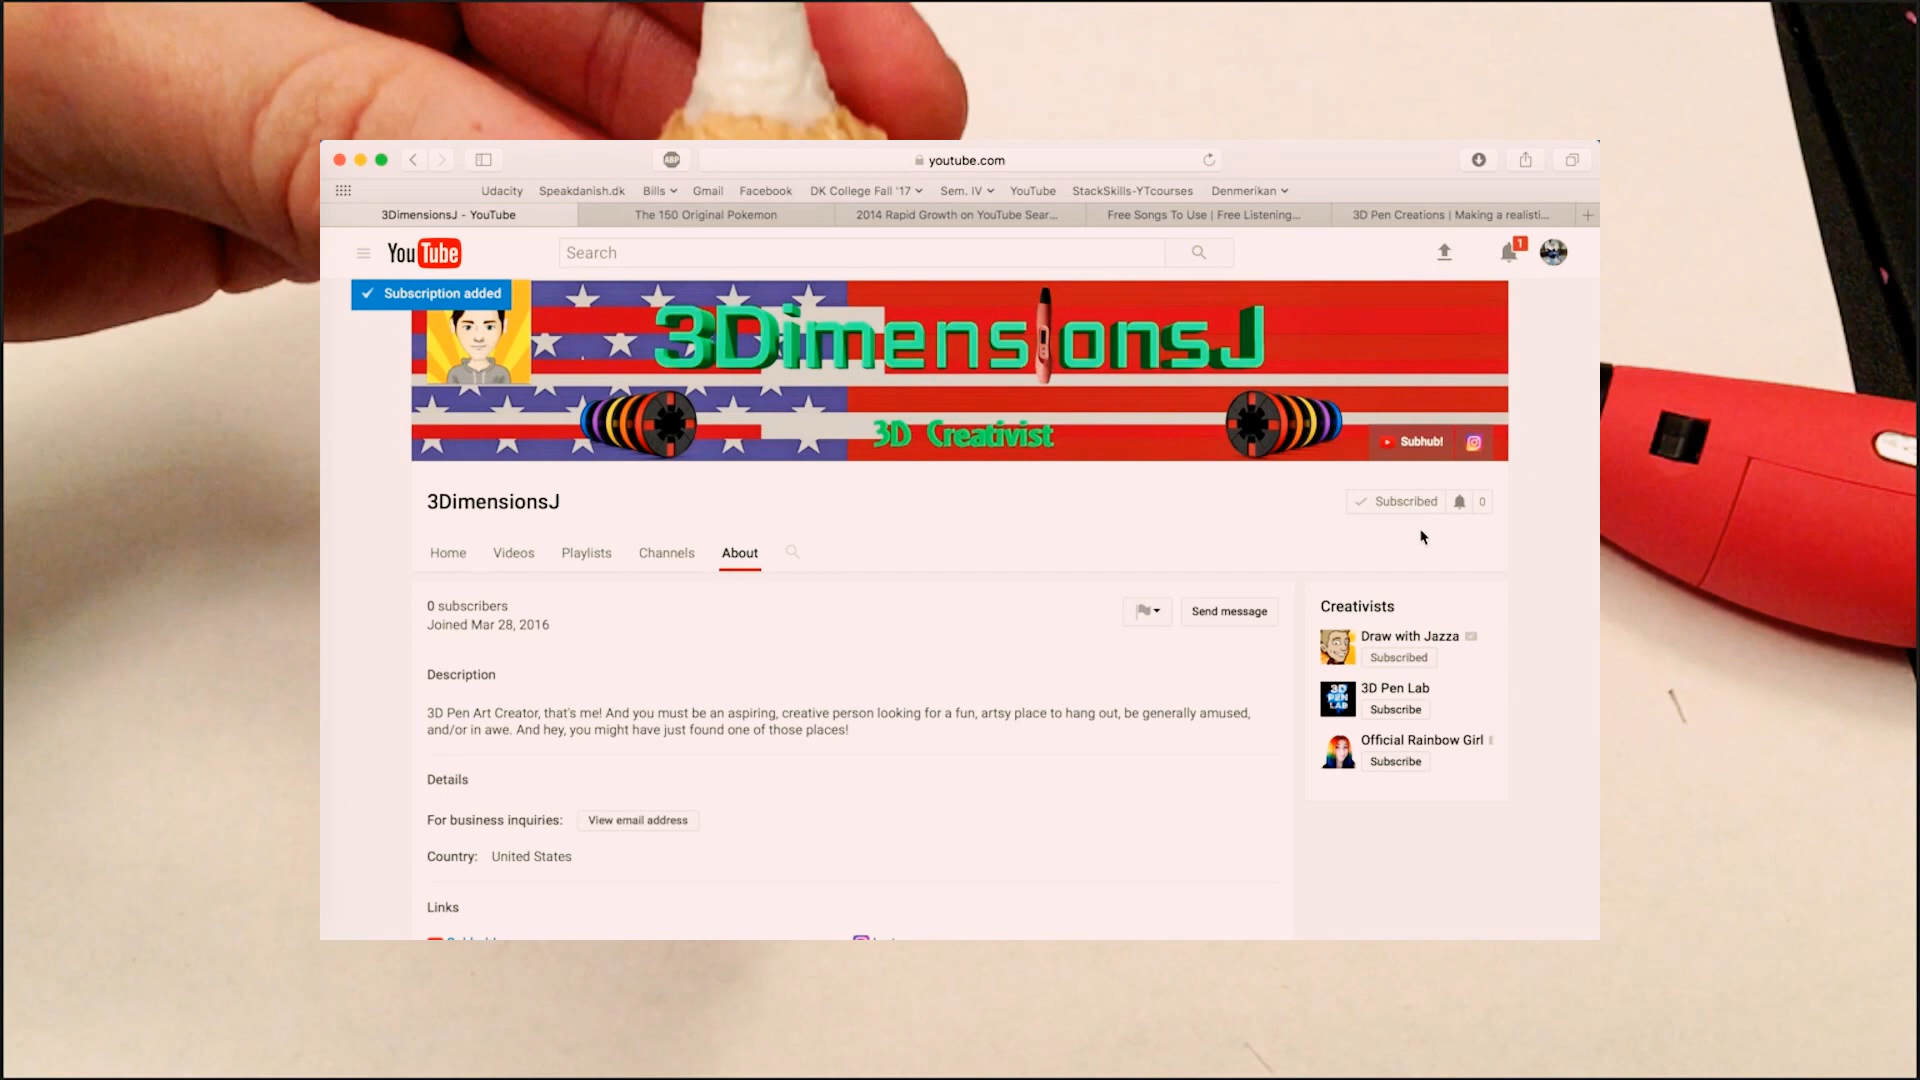 youtube.com
Udacity Speakdanish.dk Bills Gmail Facebook DK College Fall '17 Sem. IV YouTube StackSkills-YTcourses Denmerikan
3DimensionsJ - YouTube The 150 Original Pokemon 2014 Rapid Growth on YouTube Sear... Free Songs To Use | Free Listening... 3D Pen Creations | Making a realisti...
YouTube Search 1
Subscription added
3DimensionsJ
3D Creativist
Subhub!
3DimensionsJ Subscribed 0
Home Videos Playlists Channels About
0 subscribers
Joined Mar 28, 2016
Send message
Description
3D Pen Art Creator, that's me! And you must be an aspiring, creative person looking for a fun, artsy place to hang out, be generally amused,
and/or in awe. And hey, you might have just found one of those places!
Details
For business inquiries: View email address
Country: United States
Links
Creativists
Draw with Jazza
Subscribed
3D PEN LAB
3D Pen Lab
Subscribe
Official Rainbow Girl
Subscribe
ABP